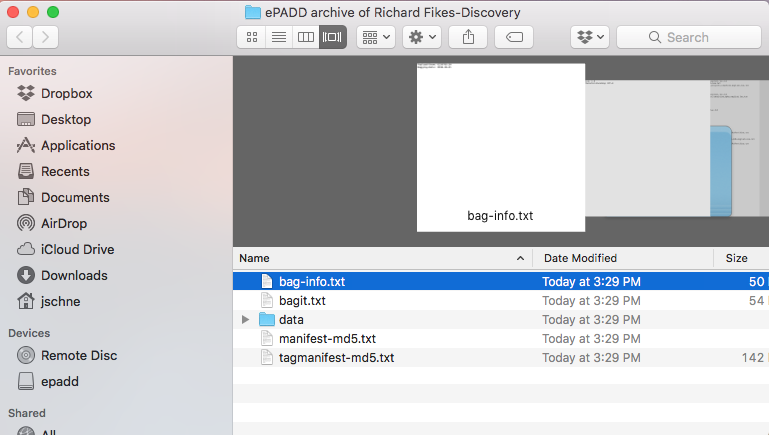 ePADD archive of Richard Fikes-Discovery
Search
Favorites
Dropbox
Desktop
Applications
Recents
Documents
AirDrop
iCloud Drive
Downloads
jschne
Devices
Remote Disc
epadd
Shared
All
bag-info.txt
Name Date Modified Size
bag-info.txt Today at 3:29 PM 50
bagit.txt Today at 3:29 PM 54
data Today at 3:29 PM
manifest-md5.txt Today at 3:29 PM
tagmanifest-md5.txt Today at 3:29 PM 142